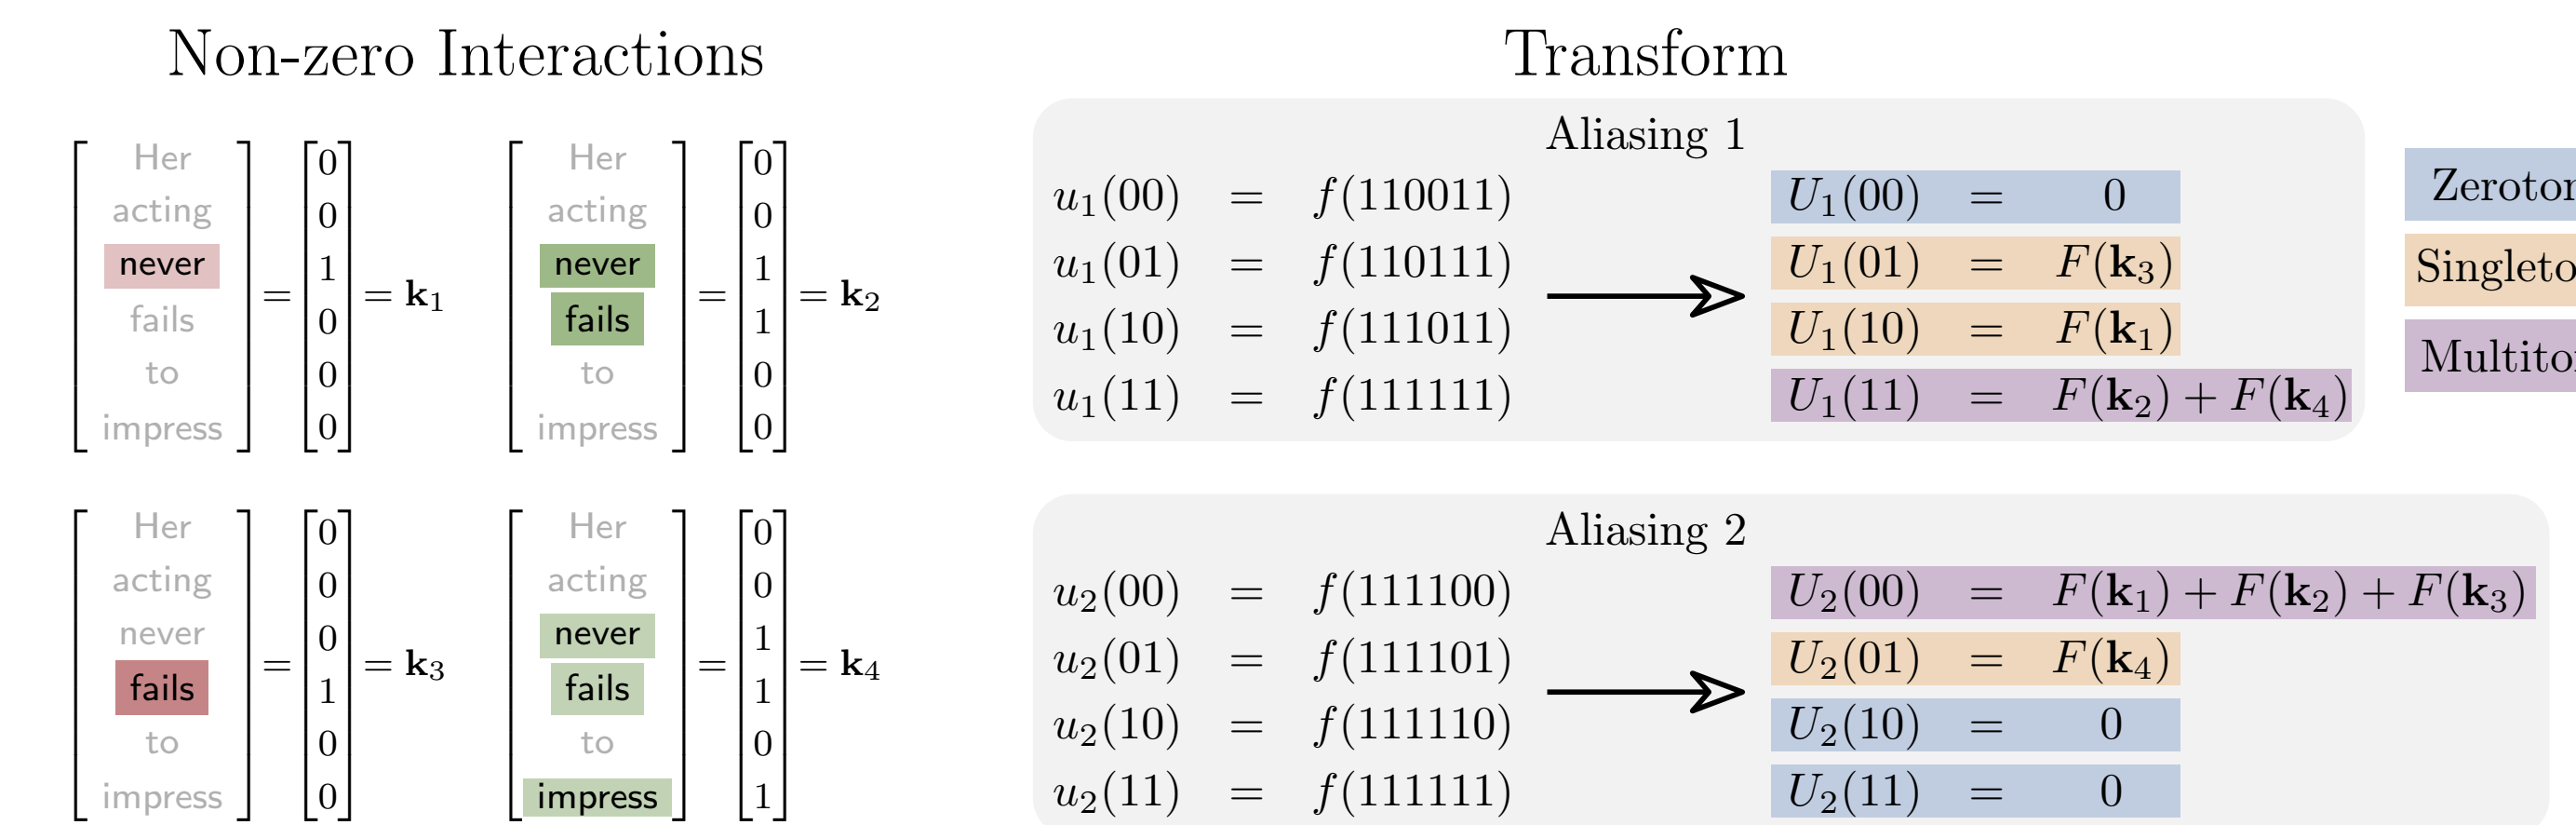 Non-zero Interactions
Her
acting
never
fails
to
impress
=
0
0
1
0
0
0
= k₁
Her
acting
never
fails
to
impress
=
0
0
1
1
0
0
= k₂
Her
acting
never
fails
to
impress
=
0
0
0
1
0
0
= k₃
Her
acting
never
fails
to
impress
=
0
0
1
1
0
1
= k₄
Transform
Aliasing 1
u₁(00) = f(110011)
u₁(01) = f(110111)
u₁(10) = f(111011)
u₁(11) = f(111111)
U₁(00) = 0
U₁(01) = F(k₃)
U₁(10) = F(k₁)
U₁(11) = F(k₂) + F(k₄)
Zeroton
Singleto
Multito
Aliasing 2
u₂(00) = f(111100)
u₂(01) = f(111101)
u₂(10) = f(111110)
u₂(11) = f(111111)
U₂(00) = F(k₁) + F(k₂) + F(k₃)
U₂(01) = F(k₄)
U₂(10) = 0
U₂(11) = 0